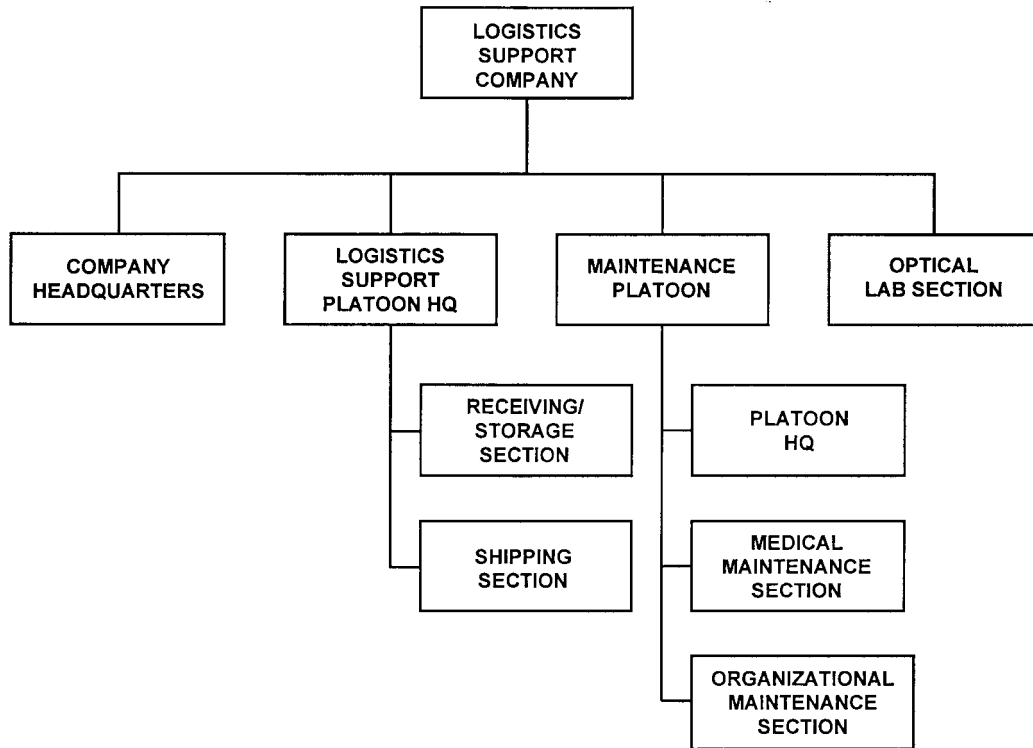 LOGISTICS
SUPPORT
COMPANY
COMPANY
HEADQUARTERS
LOGISTICS
SUPPORT
PLATOON HQ
MAINTENANCE
PLATOON
OPTICAL
LAB SECTION
RECEIVING/
STORAGE
SECTION
SHIPPING
SECTION
PLATOON
HQ
MEDICAL
MAINTENANCE
SECTION
ORGANIZATIONAL
MAINTENANCE
SECTION